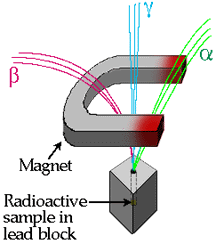 γ
α
β
Magnet
Radioactive
sample in
lead block